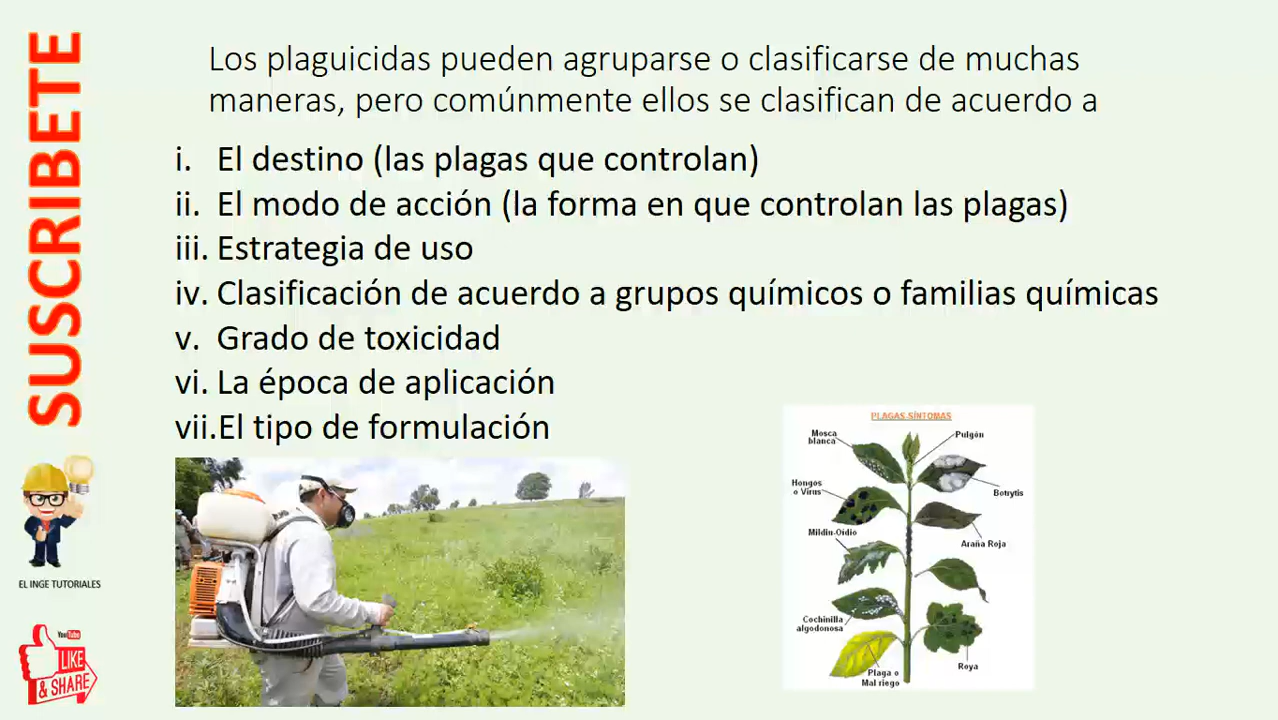 SUSCRIBETE
Los plaguicidas pueden agruparse o clasificarse de muchas
maneras, pero comúnmente ellos se clasifican de acuerdo a
i. El destino (las plagas que controlan)
ii. El modo de acción (la forma en que controlan las plagas)
iii. Estrategia de uso
iv. Clasificación de acuerdo a grupos químicos o familias químicas
v. Grado de toxicidad
vi. La época de aplicación
vii. El tipo de formulación
PLAGAS-SÍNTOMAS
Mosca
blanca
Pulgón
Hongos
o Virus
Botrytis
Mildiu-Oídio
Araña Roja
Cochinilla
algodonosa
Roya
Plaga o
Mal riego
EL INGE TUTORIALES
YouTube
LIKE
& SHARE